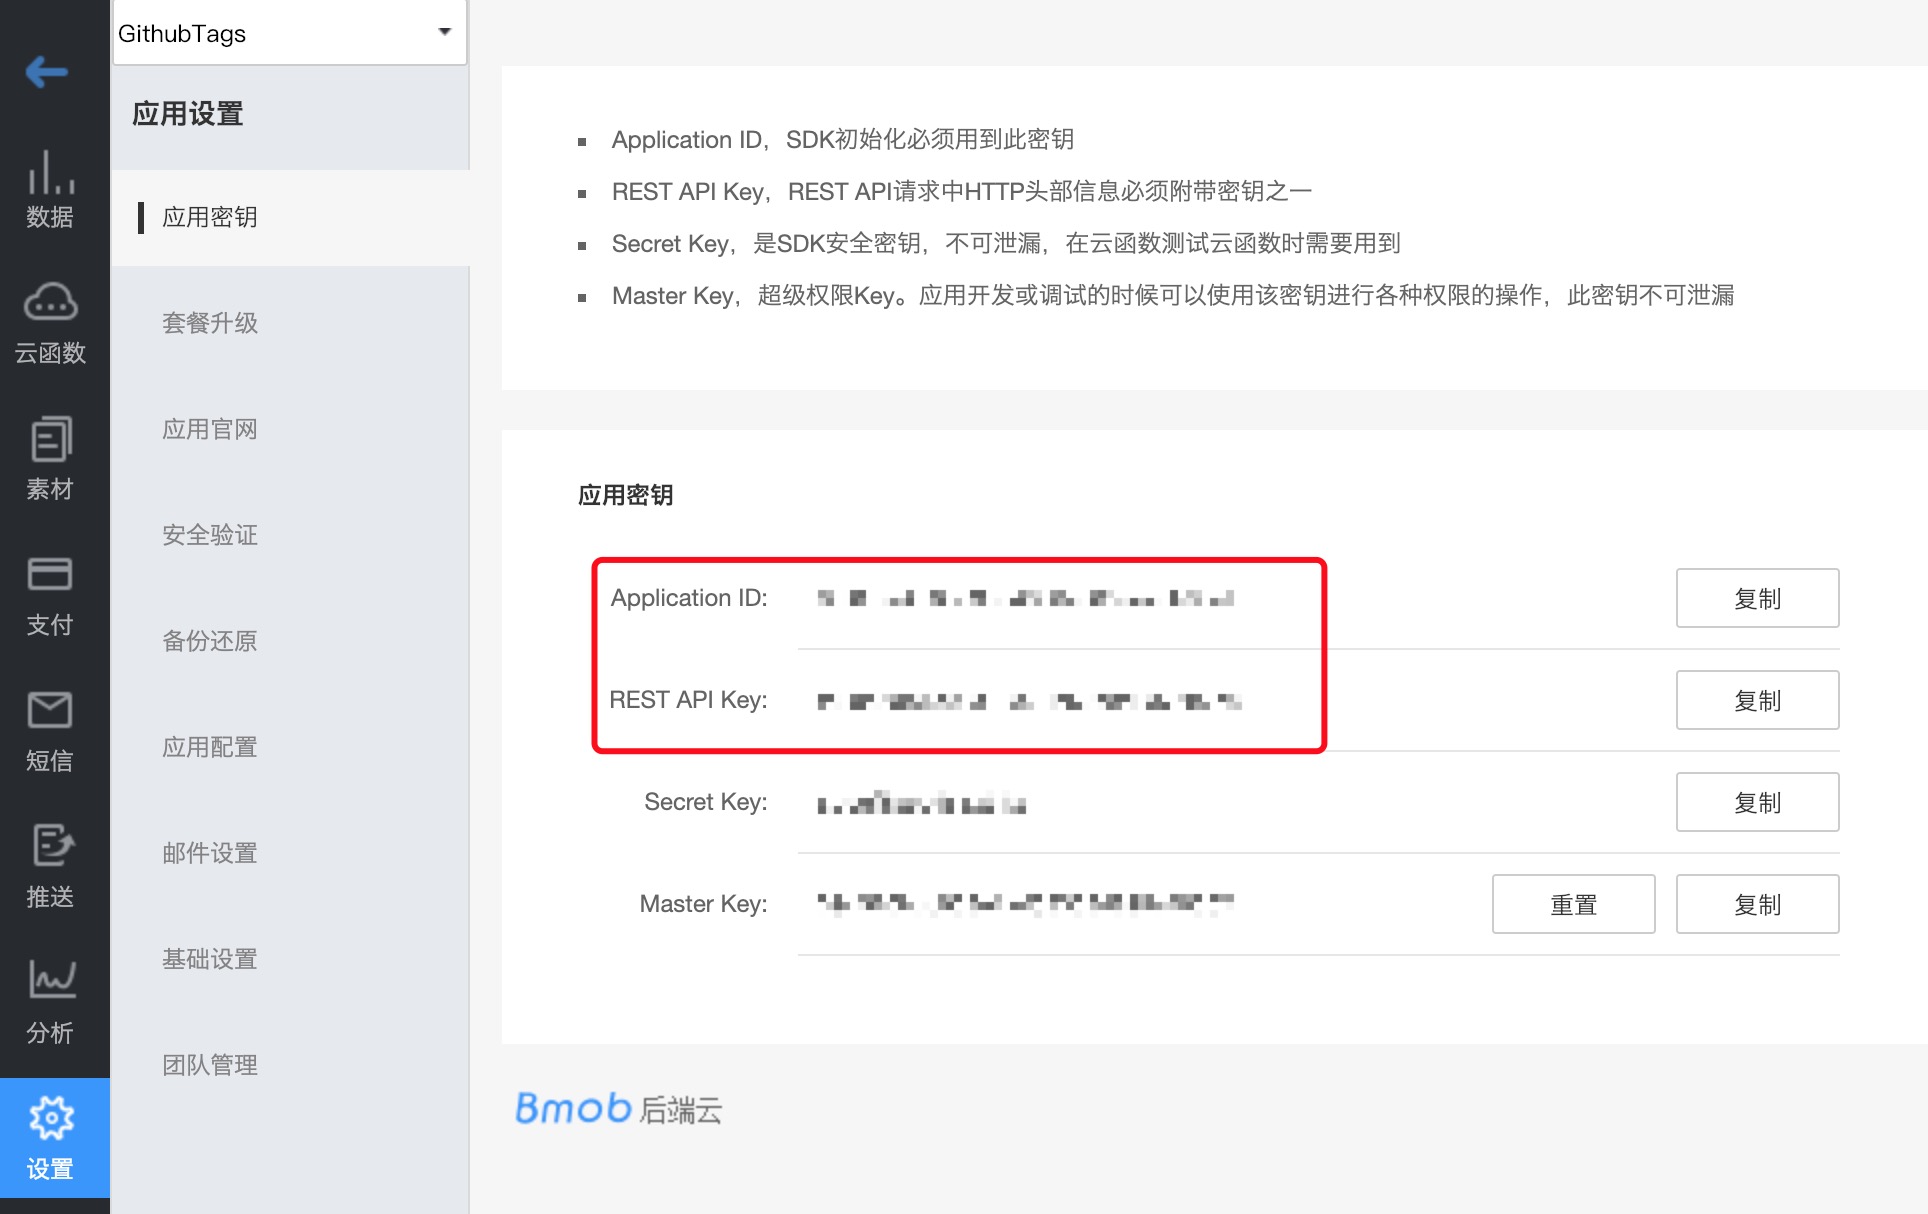 GithubTags
应用设置
数据
云函数
素材
支付
短信
推送
分析
设置
应用密钥
套餐升级
应用官网
安全验证
备份还原
应用配置
邮件设置
基础设置
团队管理
Application ID，SDK初始化必须用到此密钥
REST API Key，REST API请求中HTTP头部信息必须附带密钥之一
Secret Key，是SDK安全密钥，不可泄漏，在云函数测试云函数时需要用到
Master Key，超级权限Key。应用开发或调试的时候可以使用该密钥进行各种权限的操作，此密钥不可泄漏
应用密钥
Application ID: 复制
REST API Key: 复制
Secret Key: 复制
Master Key: 重置 复制
Bmob 后端云